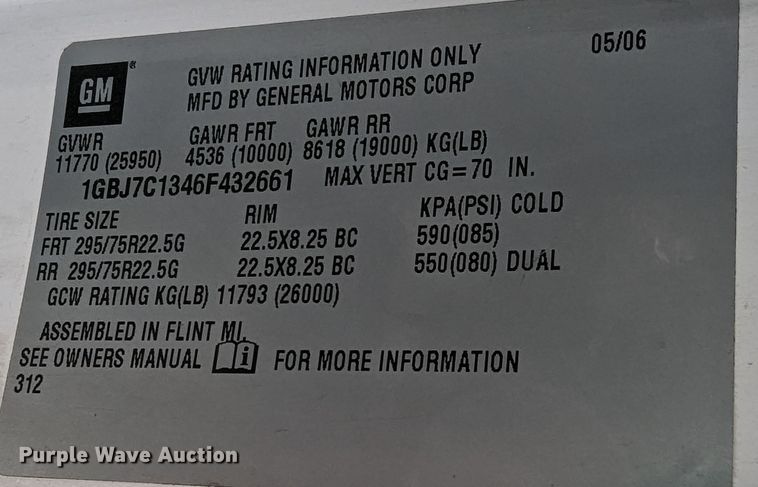 05/06
GM ®
GVW RATING INFORMATION ONLY
MFD BY GENERAL MOTORS CORP
GVWR GAWR FRT GAWR RR
11770 (25950) 4536 (10000) 8618 (19000) KG(LB)
1GBJ7C1346F432661 MAX VERT CG=70 IN.
TIRE SIZE RIM KPA(PSI) COLD
FRT 295/75R22.5G 22.5X8.25 BC 590(085)
RR 295/75R22.5G 22.5X8.25 BC 550(080) DUAL
GCW RATING KG(LB) 11793 (26000)
ASSEMBLED IN FLINT MI.
SEE OWNERS MANUAL i FOR MORE INFORMATION
312
Purple Wave Auction